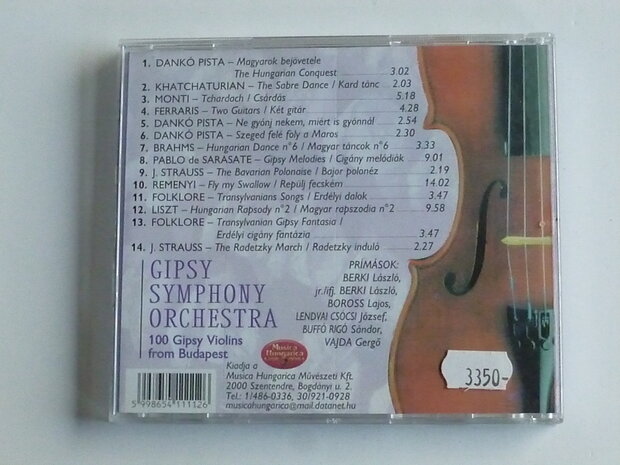 1. DANKÓ PISTA – Magyarok bejövetele
The Hungarian Conquest 3.02
2. KHATCHATURIAN – The Sabre Dance / Kard tánc 2.03
3. MONTI – Tchardach / Csárdás 5.18
4. FERRARIS – Two Guitars / Két gitár 4.28
5. DANKÓ PISTA – Ne gyónj nekem, miért is gyónnál 2.54
6. DANKÓ PISTA – Szeged felé foly a Maros 2.30
7. BRAHMS – Hungarian Dance n°6 / Magyar táncok n°6 3.33
8. PABLO de SARASATE – Gipsy Melodies / Cigány melódiák 9.01
9. J. STRAUSS – The Bavarian Polonaise / Bajor polonéz 2.19
10. REMENYI – Fly my Swallow / Repülj fecském 14.02
11. FOLKLORE – Transylvanians Songs / Erdélyi dalok 3.47
12. LISZT – Hungarian Rapsody n°2 / Magyar rapszodia n°2 9.58
13. FOLKLORE – Transylvanian Gipsy Fantasia /
Erdélyi cigány fantázia 3.47
14. J. STRAUSS – The Radetzky March / Radetzky induló 2.27
GIPSY
SYMPHONY
ORCHESTRA
100 Gipsy Violins
from Budapest
PRÍMÁSOK:
BERKI László,
jr./ifj. BERKI László,
BOROSS Lajos,
LENDVAI CSÓCSI József,
BUFFÓ RIGÓ Sándor,
VAJDA Gergő
Musica
Hungarica
Kiadja a
Musica Hungarica Művészeti Kft.
2000 Szentendre, Bogdányi u. 2.
Tel.: 1/486-0336, 30/921-0928
musicahungarica@mail.datanet.hu
5 998654 111126
3350-